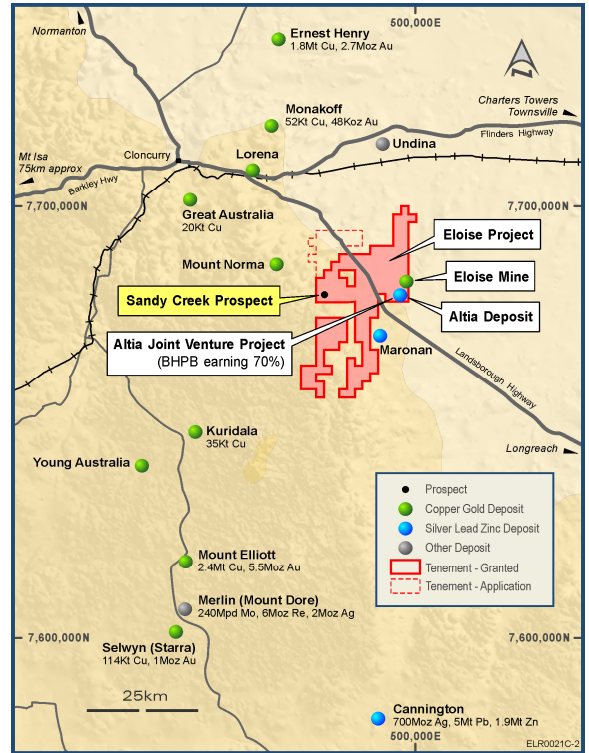 500,000E
Normanton
Ernest Henry
1.8Mt Cu, 2.7Moz Au
Monakoff
52Kt Cu, 48Koz Au
Charters Towers
Townsville
Flinders Highway
Undina
Mt Isa
75km approx
Cloncurry
Lorena
Barkley Hwy
7,700,000N
7,700,000N
Great Australia
20Kt Cu
Eloise Project
Mount Norma
Eloise Mine
Sandy Creek Prospect
Altia Deposit
Altia Joint Venture Project
(BHPB earning 70%)
Maronan
Landsborough Highway
Longreach
Kuridala
35Kt Cu
Young Australia
Prospect
Copper Gold Deposit
Silver Lead Zinc Deposit
Other Deposit
Tenement - Granted
Tenement - Application
Mount Elliott
2.4Mt Cu, 5.5Moz Au
Merlin (Mount Dore)
240Mpd Mo, 6Moz Re, 2Moz Ag
7,600,000N
7,600,000N
Selwyn (Starra)
114Kt Cu, 1Moz Au
25km
Cannington
700Moz Ag, 5Mt Pb, 1.9Mt Zn
500,000E
ELR0021C-2